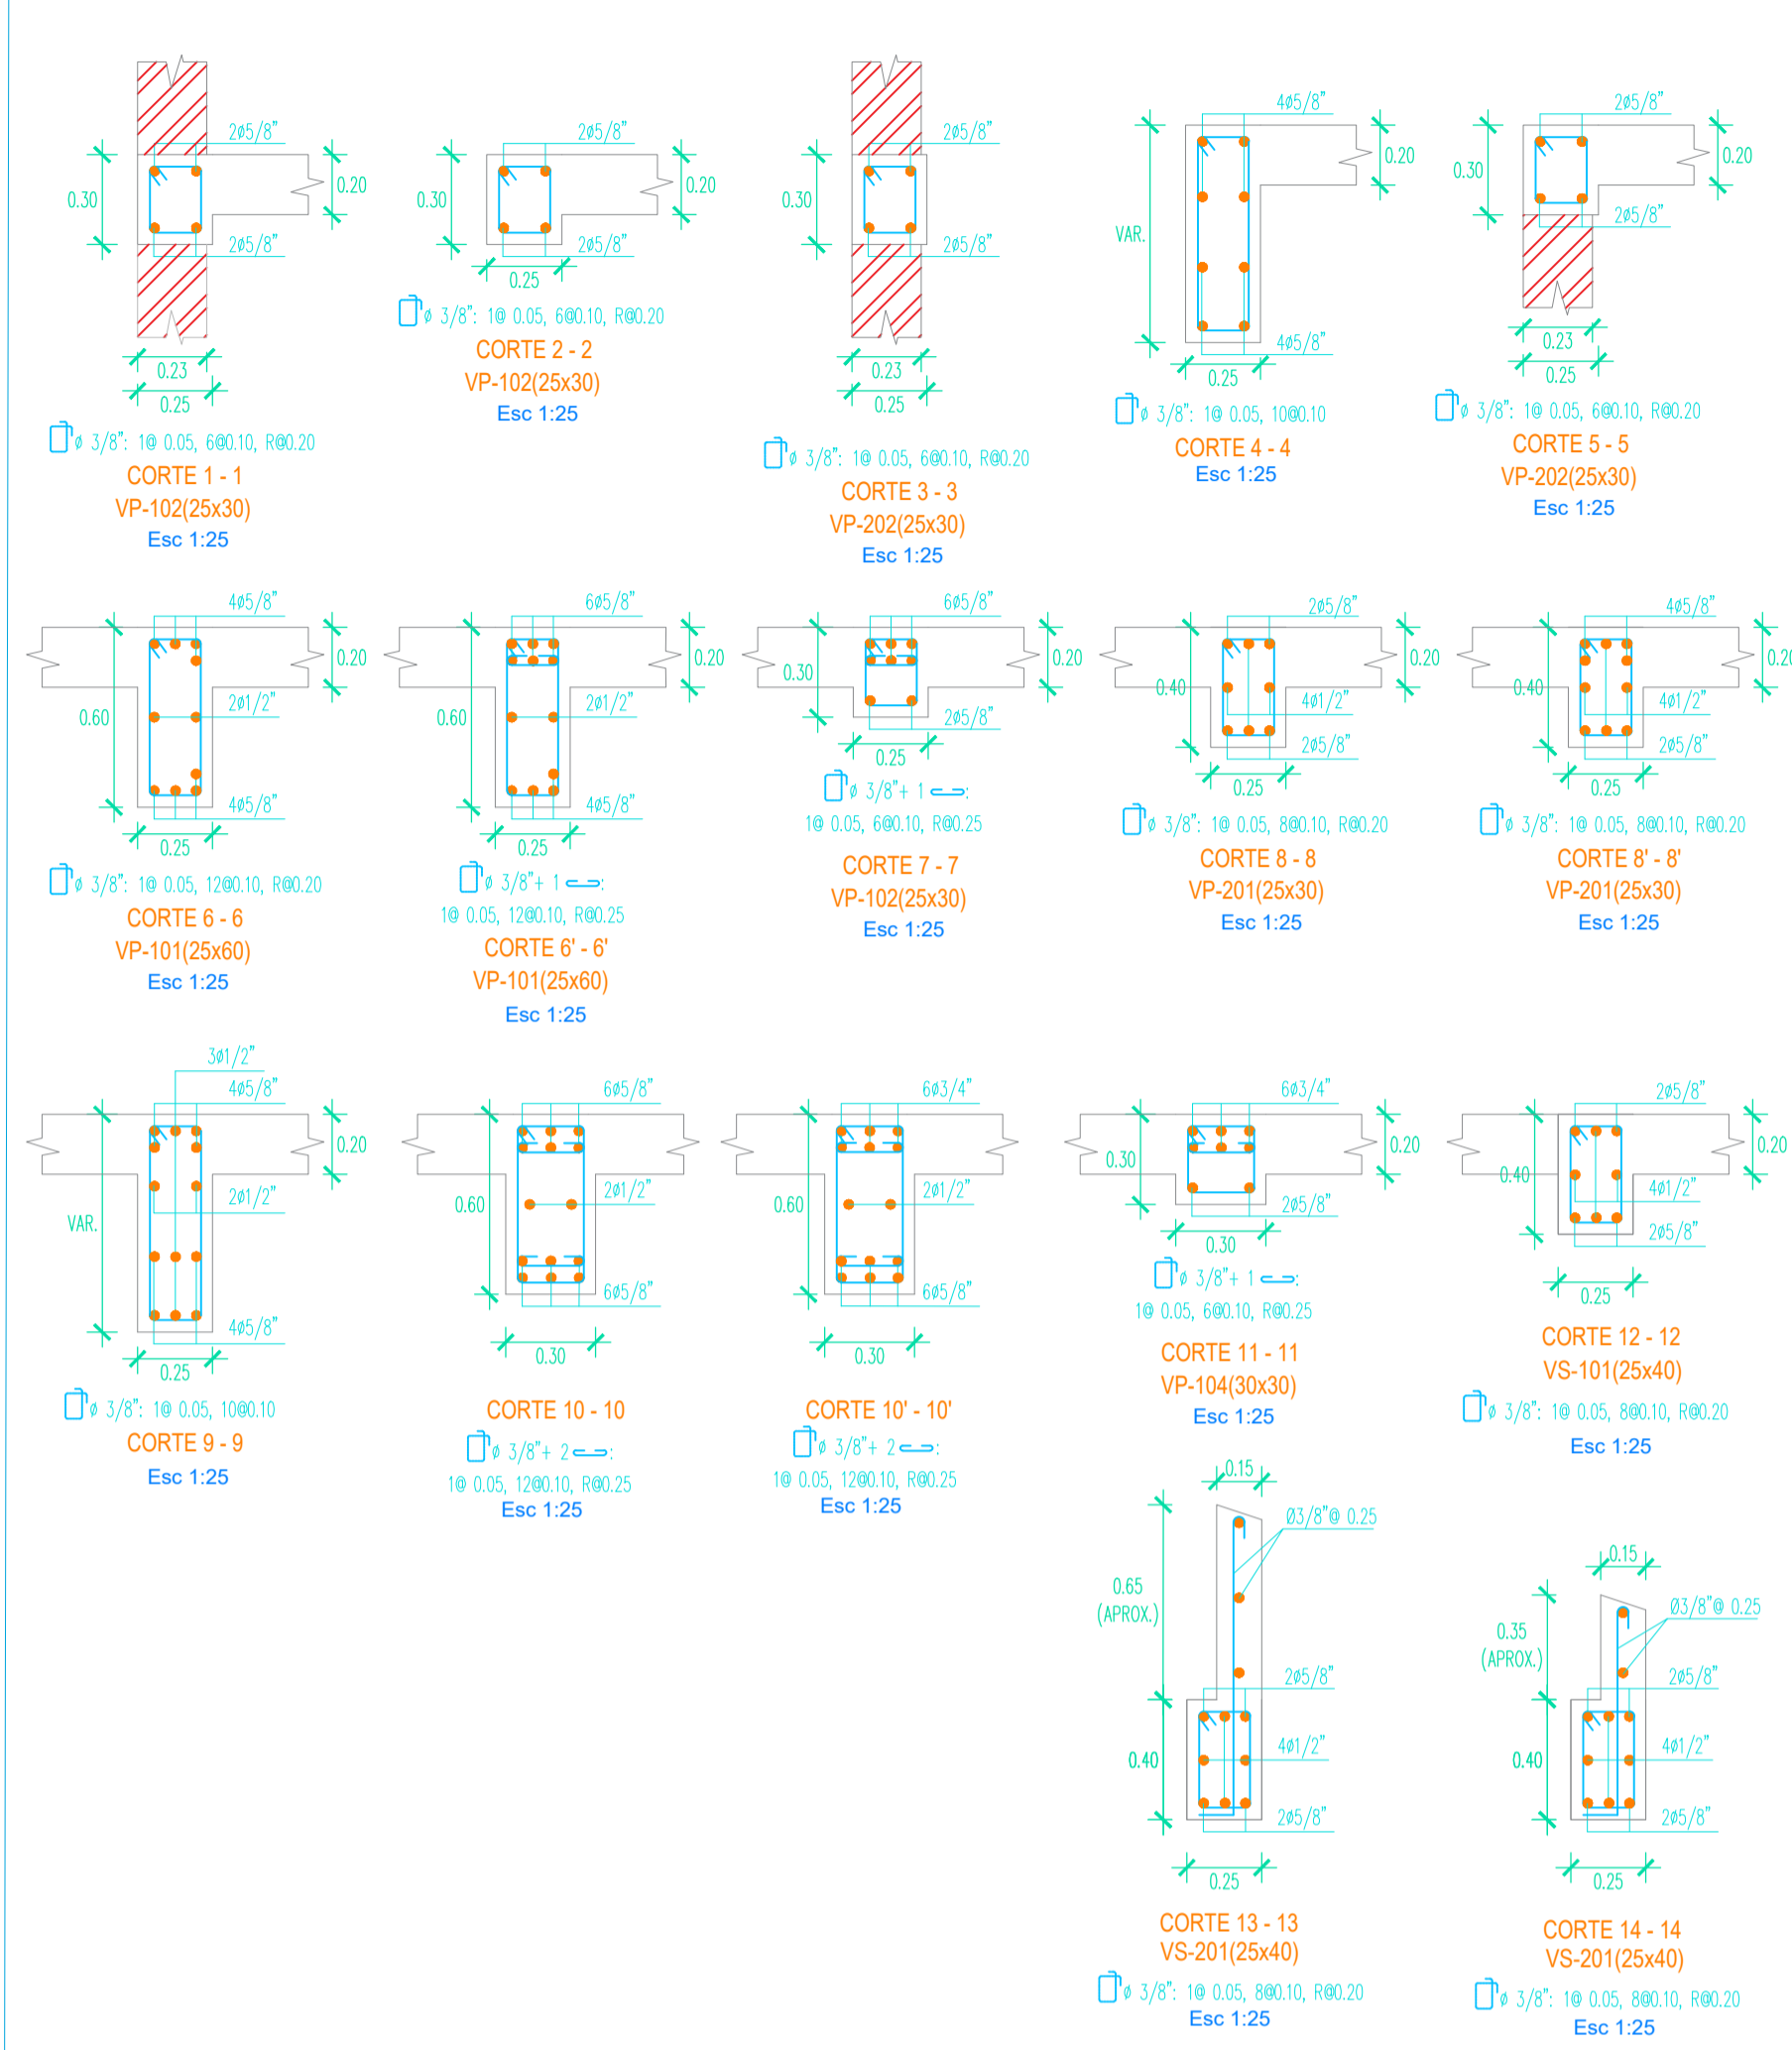 2ø5/8"
0.30
0.20
2ø5/8"
0.23
0.25
ø 3/8": 1@ 0.05, 6@0.10, R@0.20
CORTE 1 - 1
VP-102(25x30)
Esc 1:25
2ø5/8"
0.30
0.20
2ø5/8"
0.25
ø 3/8": 1@ 0.05, 6@0.10, R@0.20
CORTE 2 - 2
VP-102(25x30)
Esc 1:25
2ø5/8"
0.30
2ø5/8"
0.23
0.25
ø 3/8": 1@ 0.05, 6@0.10, R@0.20
CORTE 3 - 3
VP-202(25x30)
Esc 1:25
4ø5/8"
0.20
VAR.
4ø5/8"
0.25
ø 3/8": 1@ 0.05, 10@0.10
CORTE 4 - 4
Esc 1:25
2ø5/8"
0.30
0.20
2ø5/8"
0.23
0.25
ø 3/8": 1@ 0.05, 6@0.10, R@0.20
CORTE 5 - 5
VP-202(25x30)
Esc 1:25
4ø5/8"
0.20
0.60
2ø1/2"
4ø5/8"
0.25
ø 3/8": 1@ 0.05, 12@0.10, R@0.20
CORTE 6 - 6
VP-101(25x60)
Esc 1:25
6ø5/8"
0.20
0.60
2ø1/2"
4ø5/8"
0.25
ø 3/8"+ 1 :
1@ 0.05, 12@0.10, R@0.25
CORTE 6' - 6'
VP-101(25x60)
Esc 1:25
6ø5/8"
0.30
0.20
2ø5/8"
0.25
ø 3/8"+ 1 :
1@ 0.05, 6@0.10, R@0.25
CORTE 7 - 7
VP-102(25x30)
Esc 1:25
2ø5/8"
0.20
0.40
4ø1/2"
2ø5/8"
0.25
ø 3/8": 1@ 0.05, 8@0.10, R@0.20
CORTE 8 - 8
VP-201(25x30)
Esc 1:25
4ø5/8"
0.20
0.40
4ø1/2"
2ø5/8"
0.25
ø 3/8": 1@ 0.05, 8@0.10, R@0.20
CORTE 8' - 8'
VP-201(25x30)
Esc 1:25
3ø1/2"
4ø5/8"
0.20
2ø1/2"
VAR.
4ø5/8"
0.25
ø 3/8": 1@ 0.05, 10@0.10
CORTE 9 - 9
Esc 1:25
6ø5/8"
0.60
2ø1/2"
6ø5/8"
0.30
CORTE 10 - 10
ø 3/8"+ 2 :
1@ 0.05, 12@0.10, R@0.25
Esc 1:25
6ø3/4"
0.60
2ø1/2"
6ø5/8"
0.30
CORTE 10' - 10'
ø 3/8"+ 2 :
1@ 0.05, 12@0.10, R@0.25
Esc 1:25
6ø3/4"
0.30
0.20
2ø5/8"
0.30
ø 3/8"+ 1 :
1@ 0.05, 6@0.10, R@0.25
CORTE 11 - 11
VP-104(30x30)
Esc 1:25
2ø5/8"
0.20
0.40
4ø1/2"
2ø5/8"
0.25
CORTE 12 - 12
VS-101(25x40)
ø 3/8": 1@ 0.05, 8@0.10, R@0.20
Esc 1:25
0.15
Ø3/8"@ 0.25
0.65
(APROX.)
2ø5/8"
0.40
4ø1/2"
2ø5/8"
0.25
CORTE 13 - 13
VS-201(25x40)
ø 3/8": 1@ 0.05, 8@0.10, R@0.20
Esc 1:25
0.15
Ø3/8"@ 0.25
0.35
(APROX.)
2ø5/8"
0.40
4ø1/2"
2ø5/8"
0.25
CORTE 14 - 14
VS-201(25x40)
ø 3/8": 1@ 0.05, 8@0.10, R@0.20
Esc 1:25